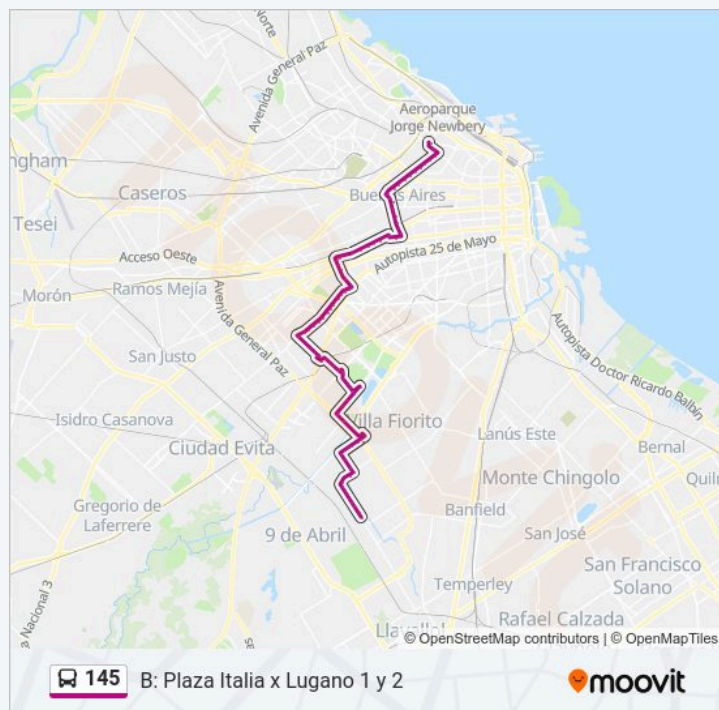 Norte
Avenida General Paz
Aeroparque
Jorge Newbery
ngham
Caseros
Buenos Aires
Tesei
Acceso Oeste
Autopista 25 de Mayo
Ramos Mejía
Morón
Avenida General Paz
San Justo
Autopista Doctor Ricardo Balbín
Isidro Casanova
Villa Fiorito
Lanús Este
Ciudad Evita
Bernal
Monte Chingolo
Quiln
Gregorio de
Laferrere
Banfield
9 de Abril
San José
San Francisco
Solano
Temperley
a Nacional 3
Rafael Calzada
Llavallol
© OpenStreetMap contributors | © OpenMapTiles
145 B: Plaza Italia x Lugano 1 y 2
moovit